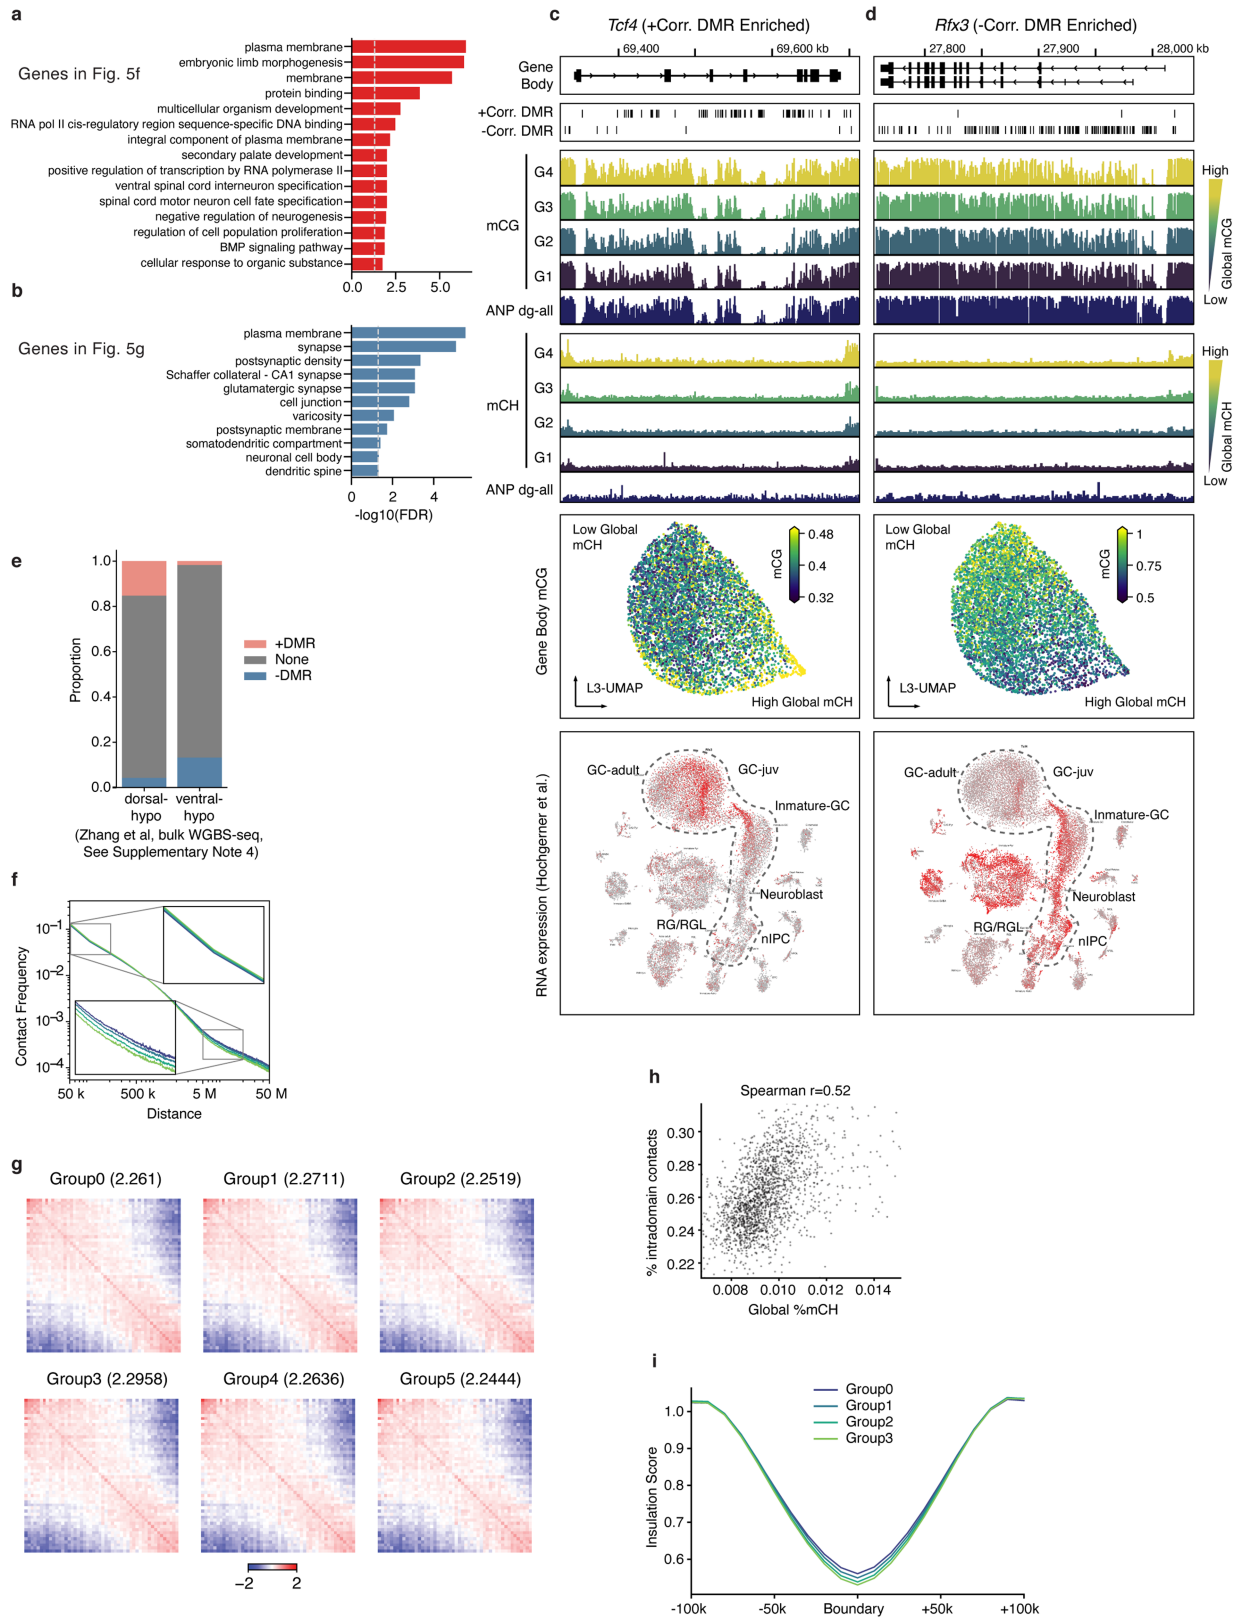 a
Genes in Fig. 5f
plasma membrane
embryonic limb morphogenesis
membrane
protein binding
multicellular organism development
RNA pol II cis-regulatory region sequence-specific DNA binding
integral component of plasma membrane
secondary palate development
positive regulation of transcription by RNA polymerase II
ventral spinal cord interneuron specification
spinal cord motor neuron cell fate specification
negative regulation of neurogenesis
regulation of cell population proliferation
BMP signaling pathway
cellular response to organic substance
0.0 2.5 5.0
b
Genes in Fig. 5g
plasma membrane
synapse
postsynaptic density
Schaffer collateral - CA1 synapse
glutamatergic synapse
cell junction
varicosity
postsynaptic membrane
somatodendritic compartment
neuronal cell body
dendritic spine
0 2 4
-log10(FDR)
c
Tcf4 (+Corr. DMR Enriched)
69,400 69,600 kb
Gene
Body
+Corr. DMR
-Corr. DMR
mCG
G4
G3
G2
G1
ANP dg-all
mCH
G4
G3
G2
G1
ANP dg-all
Gene Body mCG
Low Global
mCH
mCG
0.48
0.4
0.32
L3-UMAP
High Global mCH
RNA expression (Hochgerner et al.)
GC-adult
GC-juv
Inmature-GC
Neuroblast
RG/RGL
nIPC
d
Rfx3 (-Corr. DMR Enriched)
27,800 27,900 28,000 kb
High
Global mCG
Low
High
Global mCH
Low
Low Global
mCH
mCG
1
0.75
0.5
L3-UMAP
High Global mCH
GC-adult
GC-juv
Inmature-GC
Neuroblast
RG/RGL
nIPC
e
Proportion
1.0
0.8
0.6
0.4
0.2
0.0
+DMR
None
-DMR
dorsal-
hypo
ventral-
hypo
(Zhang et al, bulk WGBS-seq,
See Supplementary Note 4)
f
Contact Frequency
10−1
10−2
10−3
10−4
50 k 500 k 5 M 50 M
Distance
g
Group0 (2.261) Group1 (2.2711) Group2 (2.2519)
Group3 (2.2958) Group4 (2.2636) Group5 (2.2444)
−2 2
h
Spearman r=0.52
% intradomain contacts
0.30
0.28
0.26
0.24
0.22
0.008 0.010 0.012 0.014
Global %mCH
i
Insulation Score
1.0
0.9
0.8
0.7
0.6
Group0
Group1
Group2
Group3
-100k -50k Boundary +50k +100k